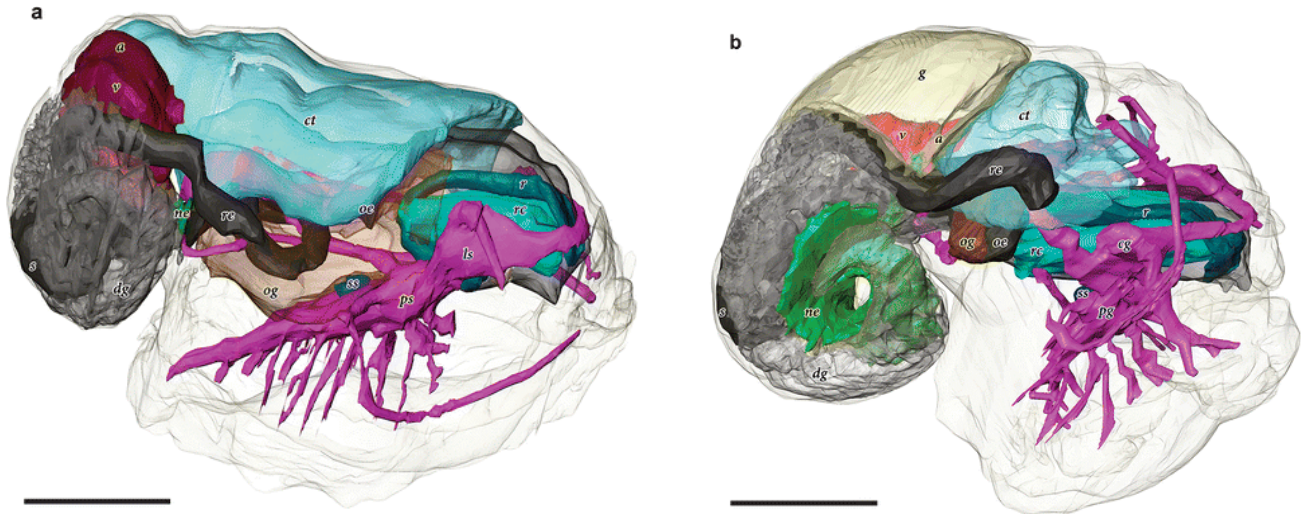 a
a
v
ct
ne
re
oe
r
rc
ls
s
dg
og
ss
ps
b
g
v
a
ct
re
r
og
oe
rc
cg
ss
pg
s
ne
dg